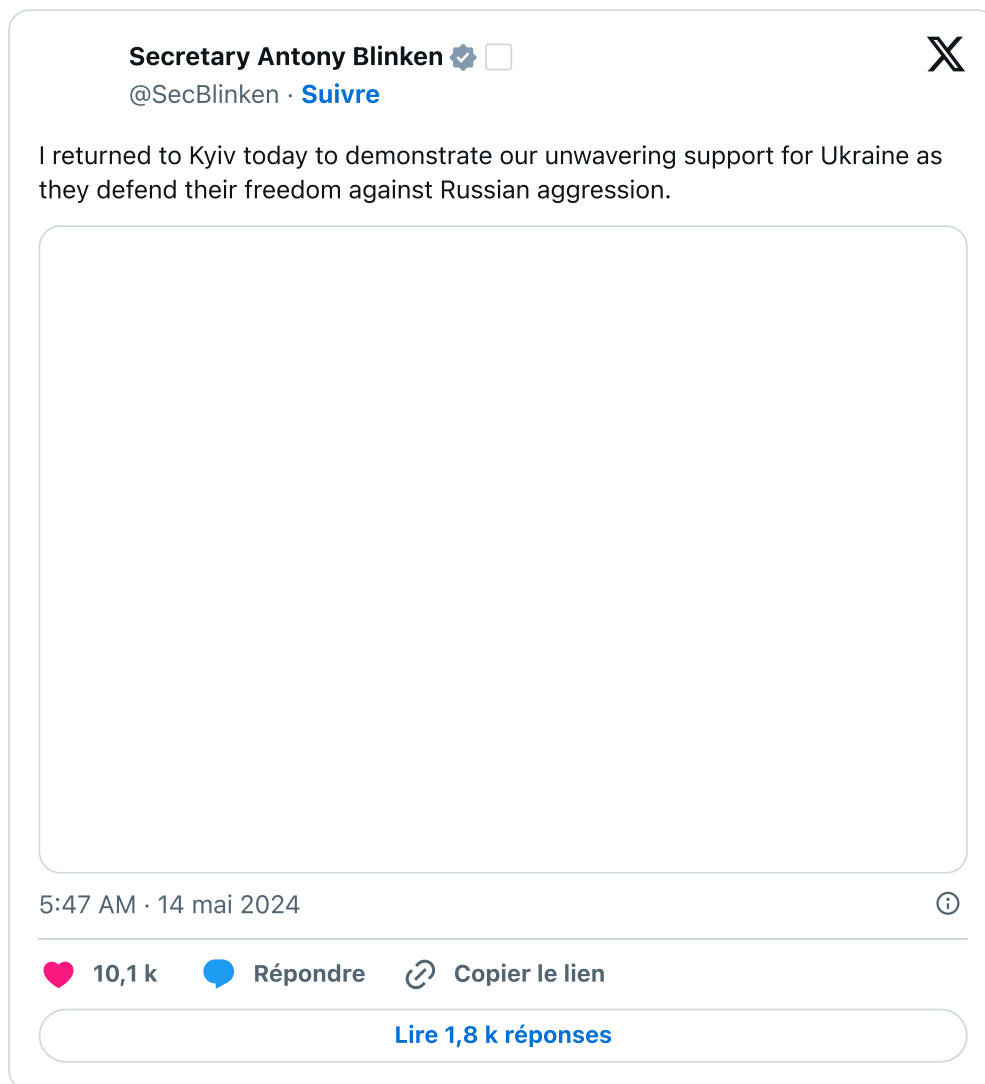 Secretary Antony Blinken
@SecBlinken · Suivre
I returned to Kyiv today to demonstrate our unwavering support for Ukraine as
they defend their freedom against Russian aggression.
5:47 AM · 14 mai 2024
10,1 k Répondre Copier le lien
Lire 1,8 k réponses